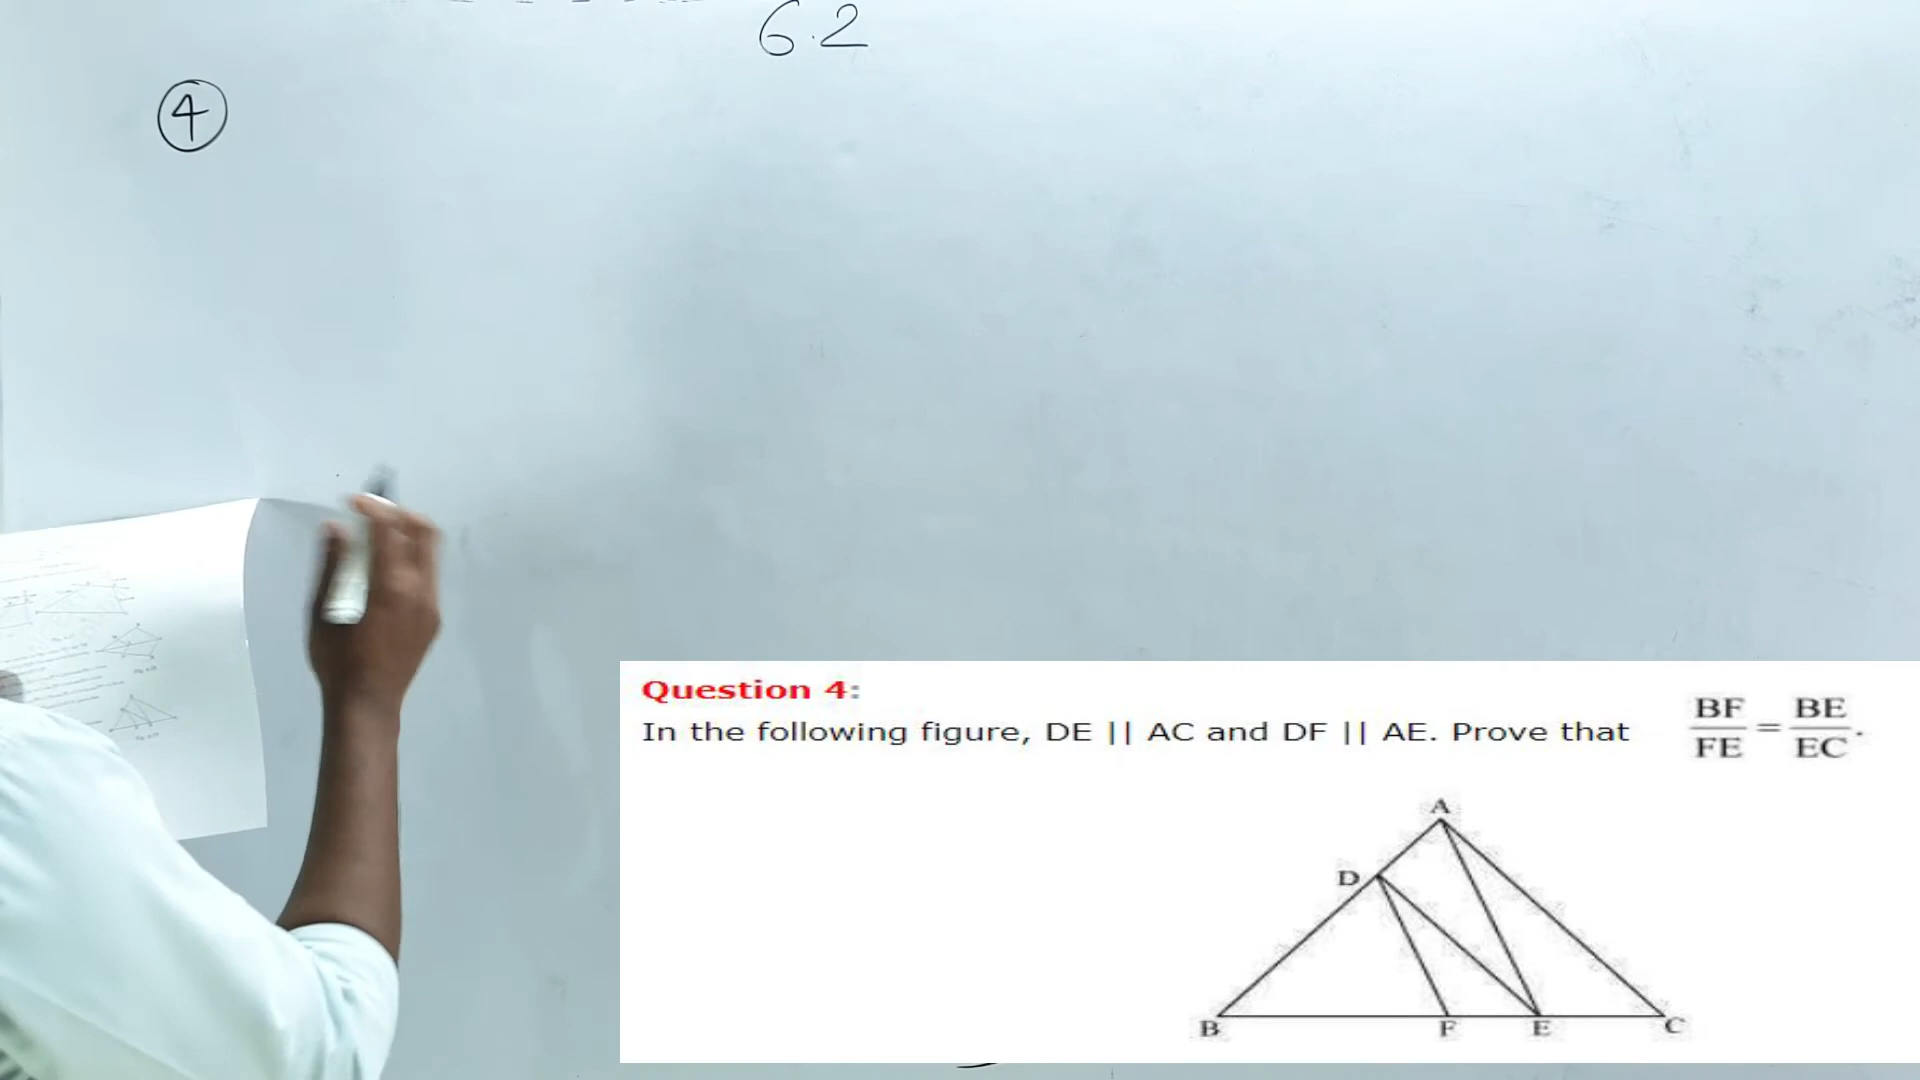 6.2
4
Question 4:
In the following figure, DE || AC and DF || AE. Prove that BF/FE = BE/EC.
A
D
B F E C